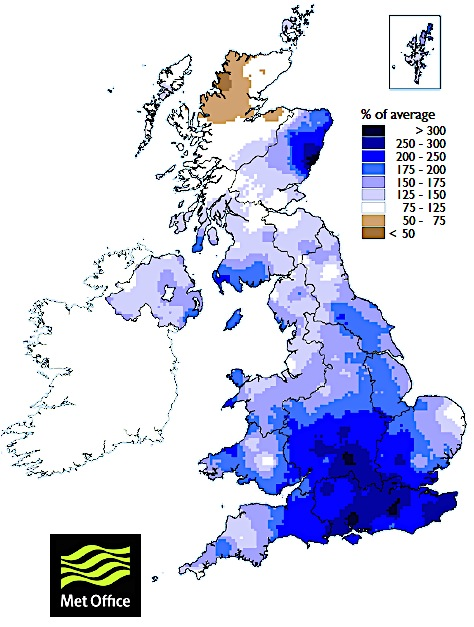 % of average
> 300
250 - 300
200 - 250
175 - 200
150 - 175
125 - 150
75 - 125
50 - 75
< 50
Met Office